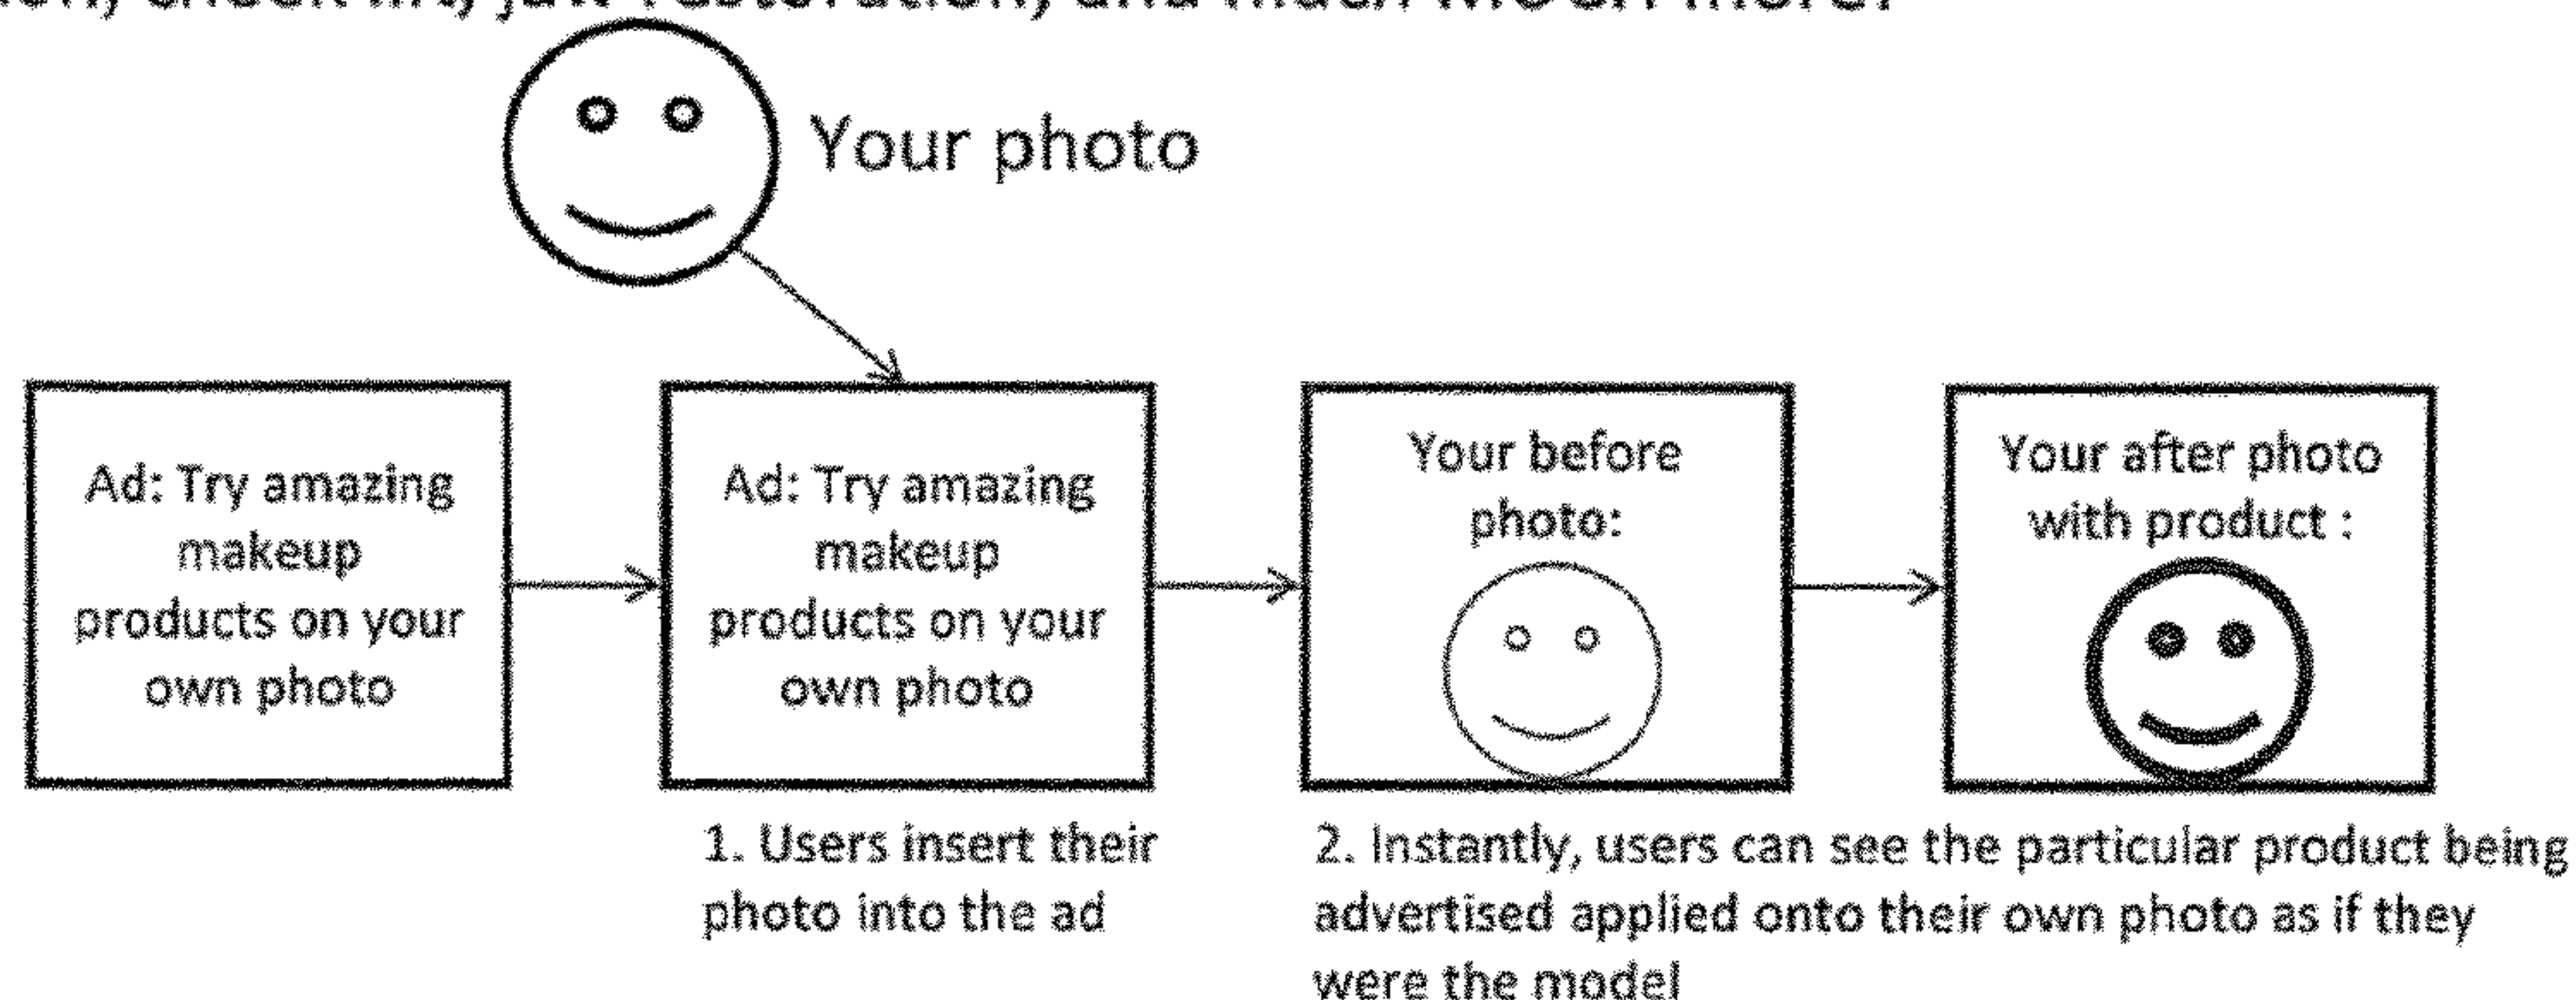 restoration, and much
Your photo
Ad: Try amazing
makeup
products on your
own photo
Ad: Try amazing
makeup
products on your
own photo
Your before
photo:
Your after photo
with product :
1. Users insert their
photo into the ad
2. Instantly, users can see the particular product being
advertised applied onto their own photo as if they
were the model